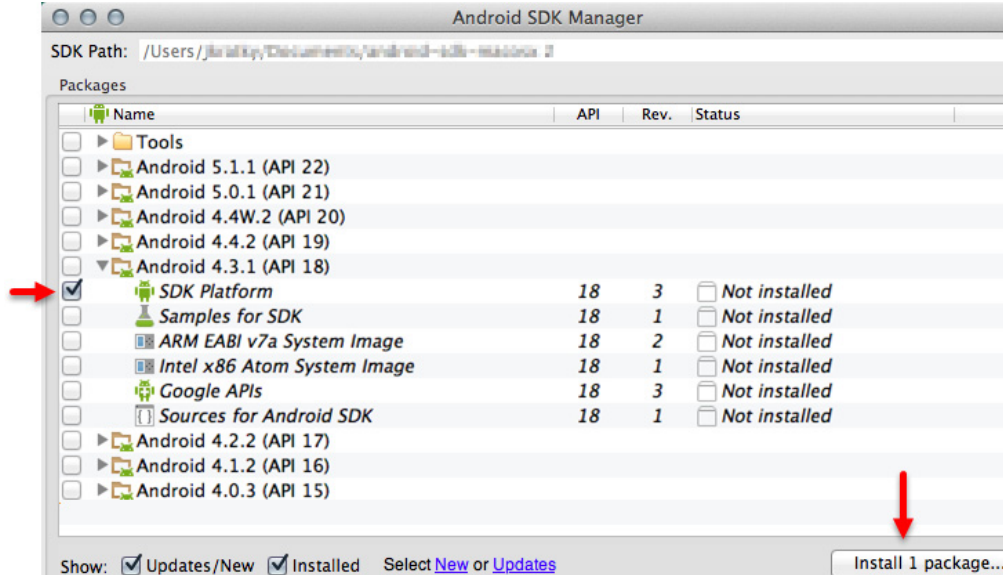 Android SDK Manager
SDK Path: /Users/
Packages
Name API Rev. Status
Tools
Android 5.1.1 (API 22)
Android 5.0.1 (API 21)
Android 4.4W.2 (API 20)
Android 4.4.2 (API 19)
Android 4.3.1 (API 18)
SDK Platform 18 3 Not installed
Samples for SDK 18 1 Not installed
ARM EABI v7a System Image 18 2 Not installed
Intel x86 Atom System Image 18 1 Not installed
Google APIs 18 3 Not installed
{} Sources for Android SDK 18 1 Not installed
Android 4.2.2 (API 17)
Android 4.1.2 (API 16)
Android 4.0.3 (API 15)
Show: Updates/New Installed Select New or Updates Install 1 package...